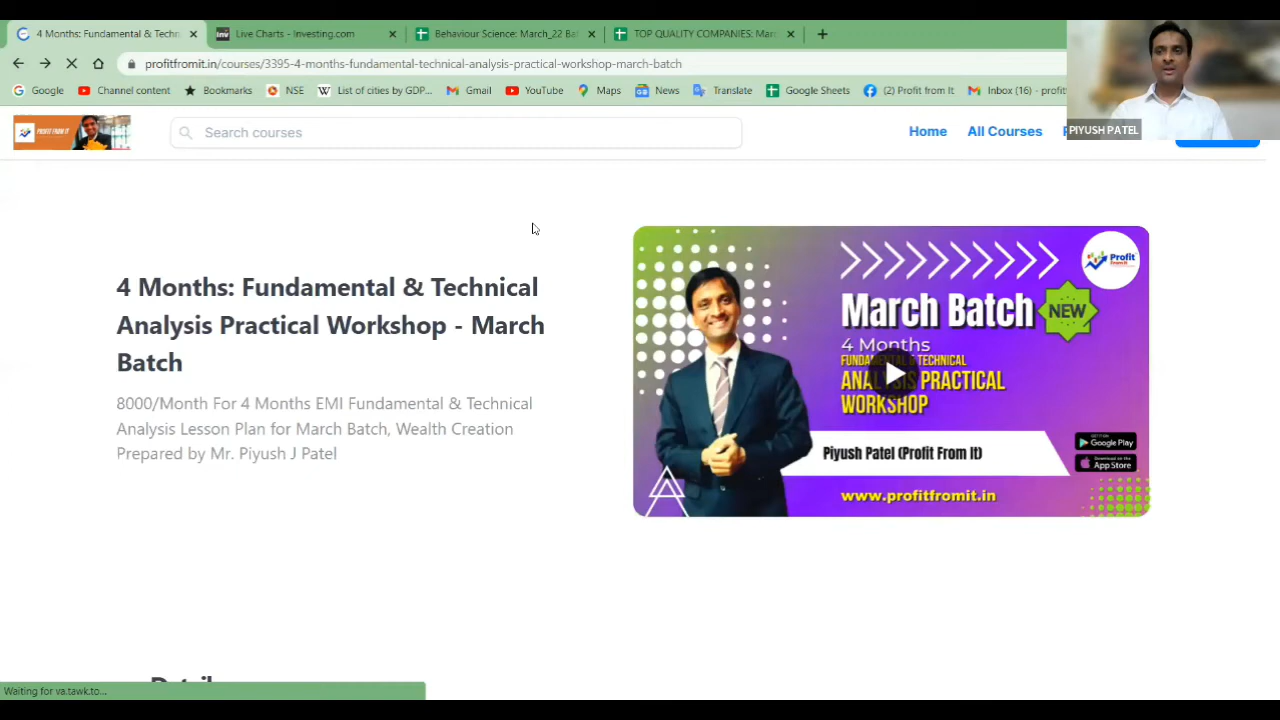 4 Months: Fundamental & Techn
Live Charts - Investing.com
Behaviour Science: March_22 Bat
TOP QUALITY COMPANIES: Mar
profitfromit.in/courses/3395-4-months-fundamental-technical-analysis-practical-workshop-march-batch
Google
Channel content
Bookmarks
NSE
List of cities by GDP...
Gmail
YouTube
Maps
News
Translate
Google Sheets
(2) Profit from It
Inbox (16) - profit
PIYUSH PATEL
PROFIT FROM IT
Search courses
Home
All Courses
4 Months: Fundamental & Technical
Analysis Practical Workshop - March
Batch
8000/Month For 4 Months EMI Fundamental & Technical
Analysis Lesson Plan for March Batch, Wealth Creation
Prepared by Mr. Piyush J Patel
Profit
From It
March Batch
NEW
4 Months
FUNDAMENTAL & TECHNICAL
ANALYSIS PRACTICAL
WORKSHOP
Piyush Patel (Profit From It)
Google Play
App Store
www.profitfromit.in
Waiting for va.tawk.to...